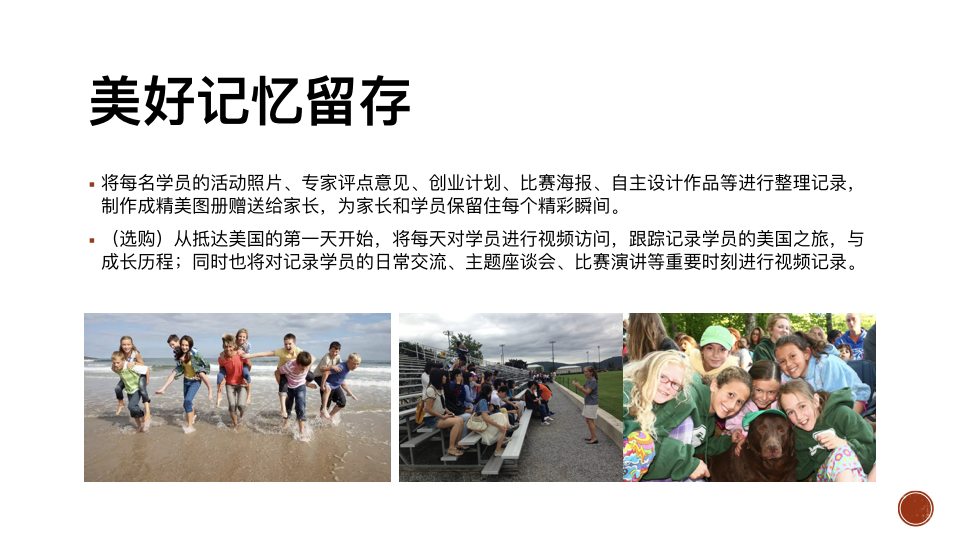 美好记忆留存
▪ 将每名学员的活动照片、专家评点意见、创业计划、比赛海报、自主设计作品等进行整理记录，
制作成精美图册赠送给家长，为家长和学员保留住每个精彩瞬间。
▪ （选购）从抵达美国的第一天开始，将每天对学员进行视频访问，跟踪记录学员的美国之旅，与
成长历程；同时也将对记录学员的日常交流、主题座谈会、比赛演讲等重要时刻进行视频记录。